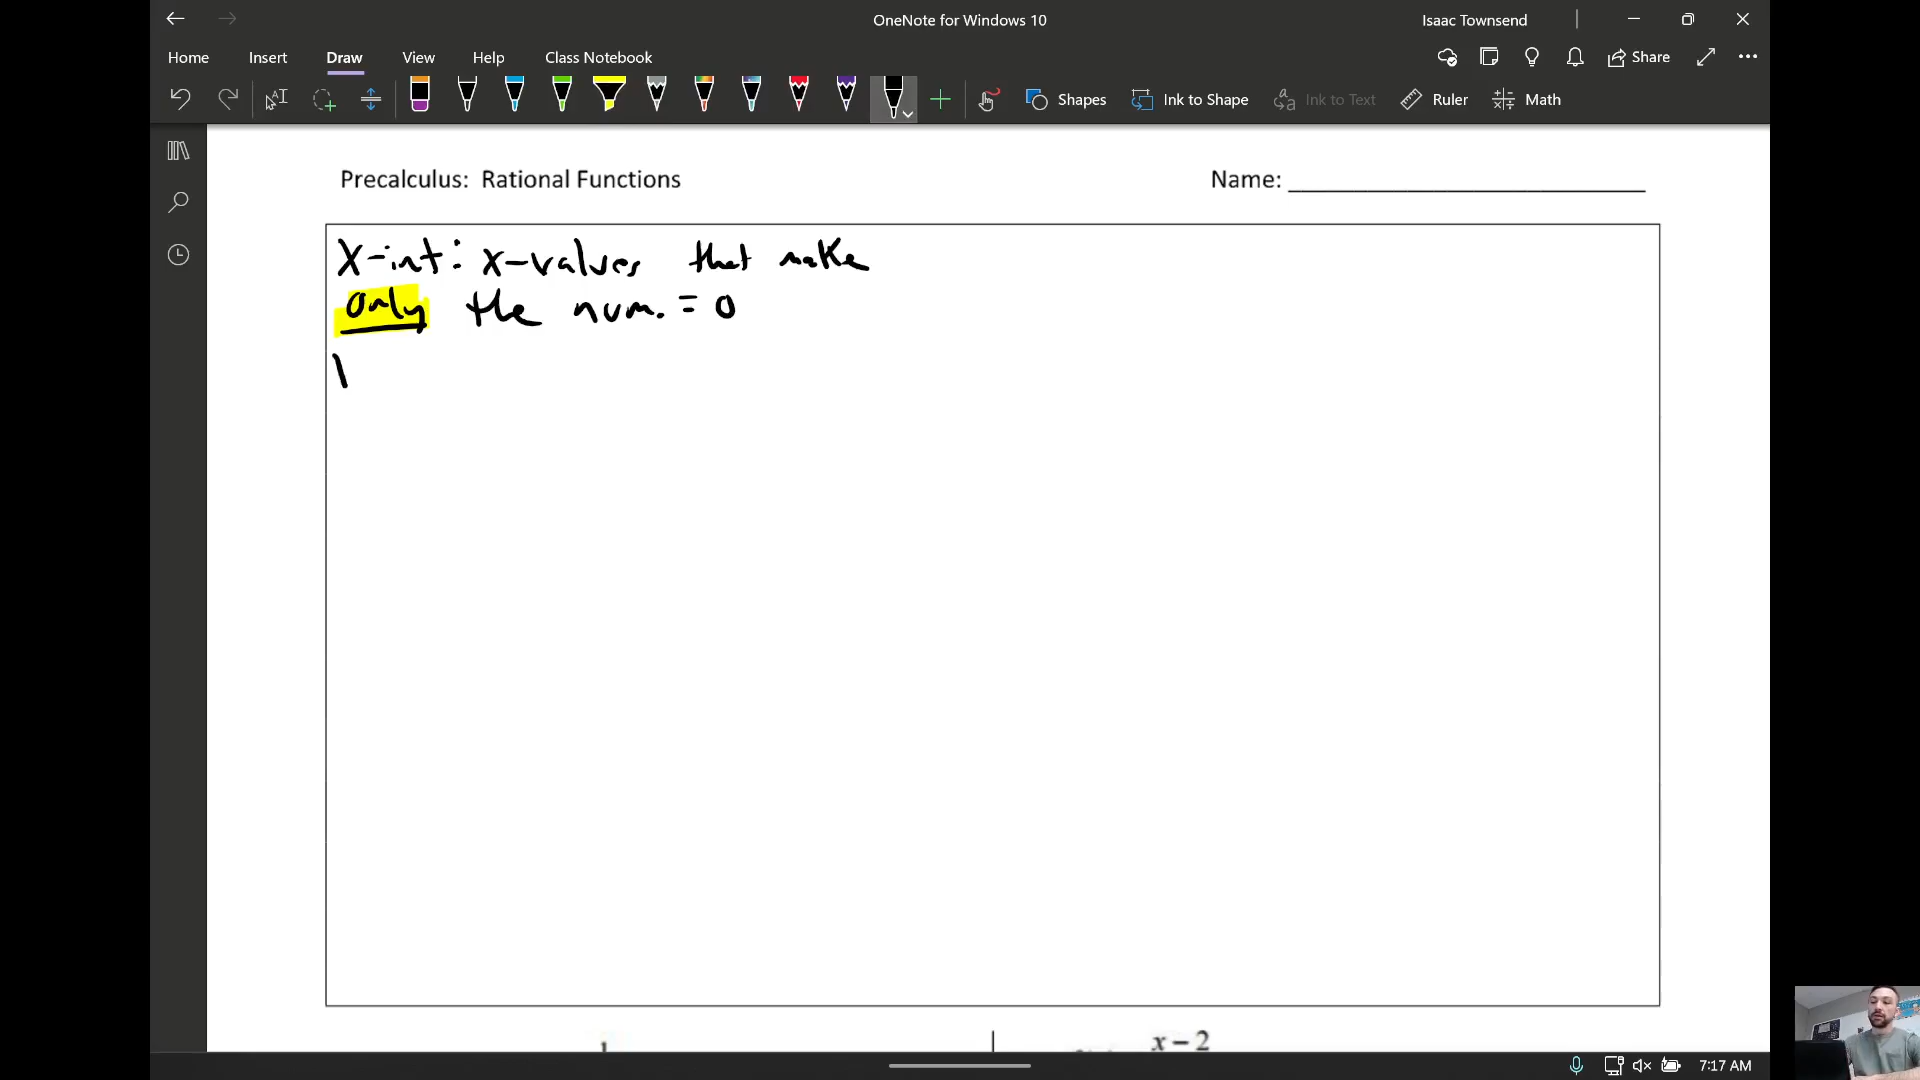 OneNote for Windows 10
Isaac Townsend
Home Insert Draw View Help Class Notebook
Share
Shapes Ink to Shape Ink to Text Ruler Math
Precalculus: Rational Functions
Name:
X-int: x-values that make
only the num. = 0
x – 2
7:17 AM